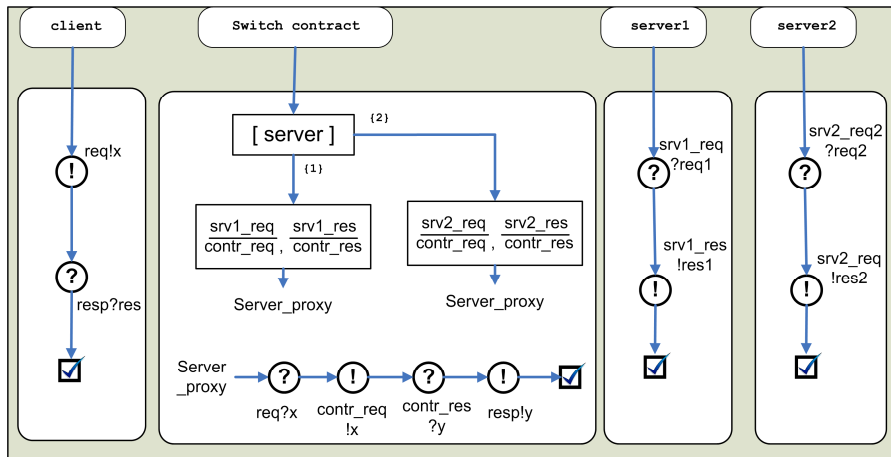 client
Switch contract
server1
server2
req!x
!
?
resp?res
[ server ]
{2}
{1}
srv1_req
contr_req
,
srv1_res
contr_res
Server_proxy
srv2_req
contr_req
,
srv2_res
contr_res
Server_proxy
Server
_proxy
?
!
?
!
req?x
contr_req
!x
contr_res
?y
resp!y
srv1_req
?req1
?
srv1_res
!res1
!
srv2_req2
?req2
?
srv2_req
!res2
!